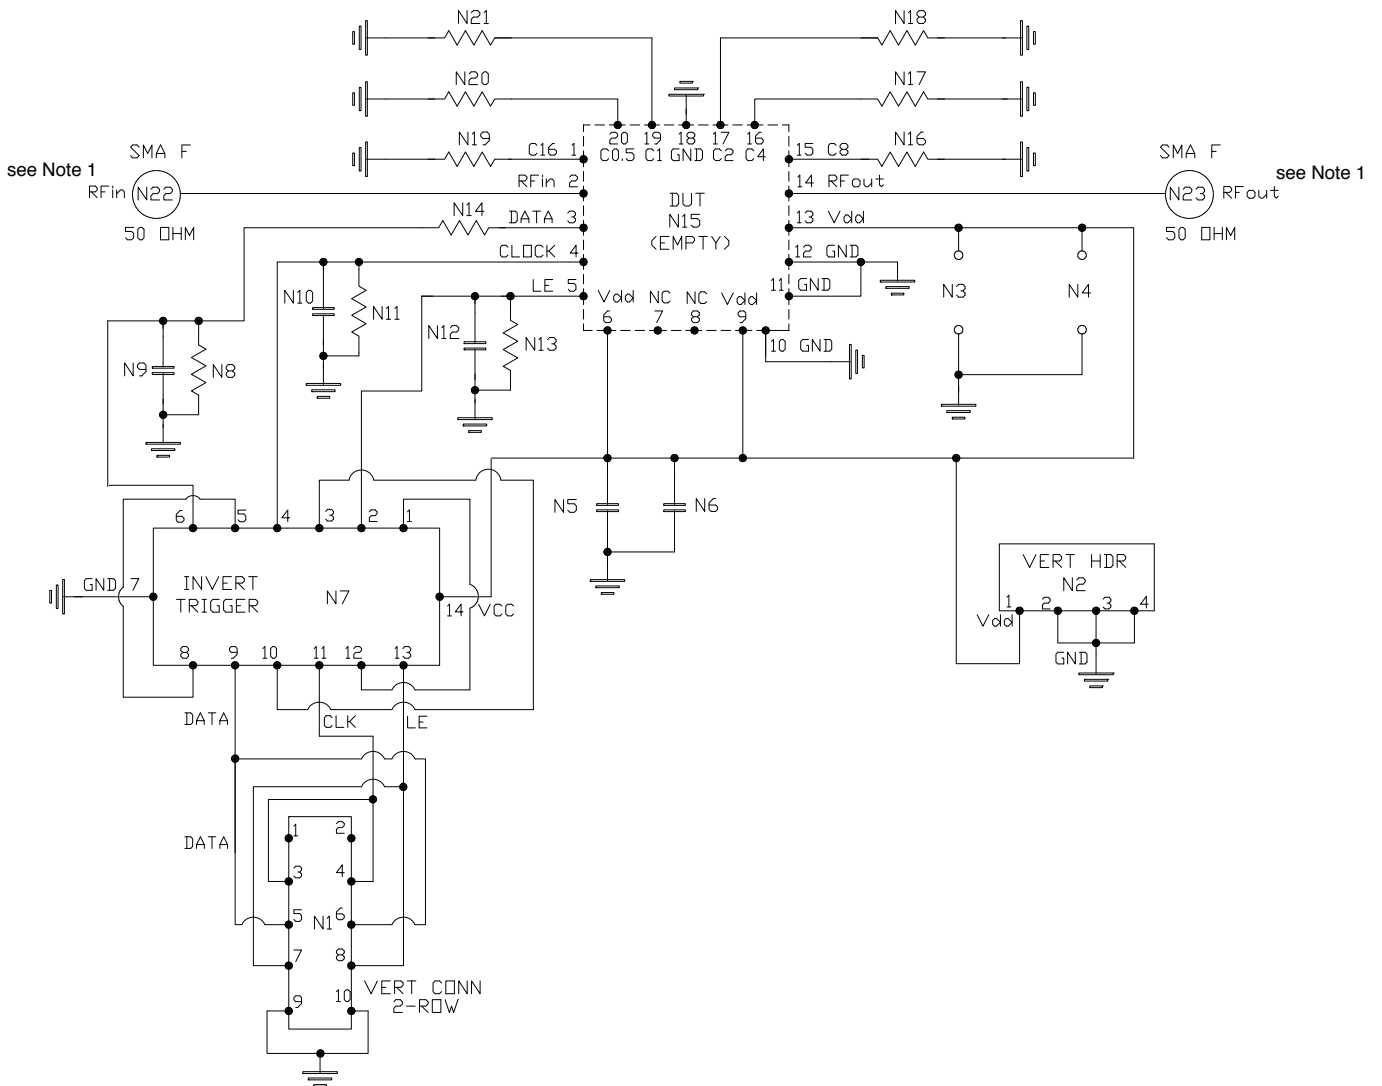 N21
N18
N20
N17
20 19 18 17 16
C0.5 C1 GND C2 C4
N19
C16 1
15 C8
N16
SMA F
see Note 1
RFin
N22
50 OHM
RFin 2
14 RFout
SMA F
see Note 1
N23
RFout
50 OHM
DUT
N15
(EMPTY)
N14
DATA 3
13 Vdd
CLOCK 4
12 GND
LE 5
11 GND
Vdd NC NC Vdd
6 7 8 9
10 GND
N10
N11
N12
N13
N3
N4
N9
N8
N5
N6
6 5 4 3 2 1
GND 7
INVERT
TRIGGER
N7
14 VCC
8 9 10 11 12 13
VERT HDR
N2
1 2 3 4
Vdd
GND
DATA
CLK
LE
DATA
1 2
3 4
5 N1 6
7 8
9 10
VERT CONN
2-ROW